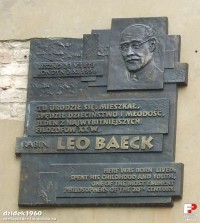 TU URODZIŁ SIĘ, MIESZKAŁ,
SPĘDZIŁ DZIECIŃSTWO I MŁODOŚĆ,
JEDEN Z NAJWYBITNIEJSZYCH
FILOZOFÓW XX W.
RABIN LEO BAECK
HERE WAS BORN, LIVED,
SPENT HIS CHILDHOOD AND YOUTH,
ONE OF THE MOST EMINENT
PHILOSOPHERS OF THE 20TH CENTURY
dridek1960